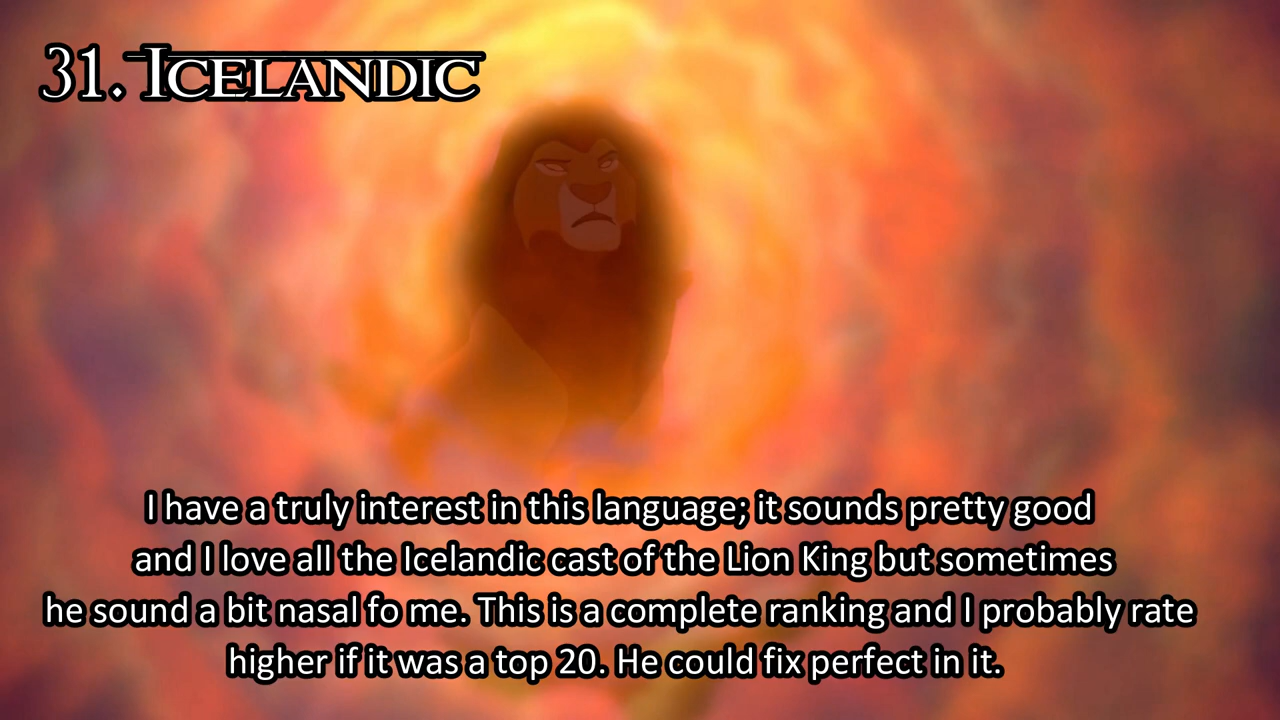 31. Icelandic
I have a truly interest in this language; it sounds pretty good
and I love all the Icelandic cast of the Lion King but sometimes
he sound a bit nasal fo me. This is a complete ranking and I probably rate
higher if it was a top 20. He could fix perfect in it.